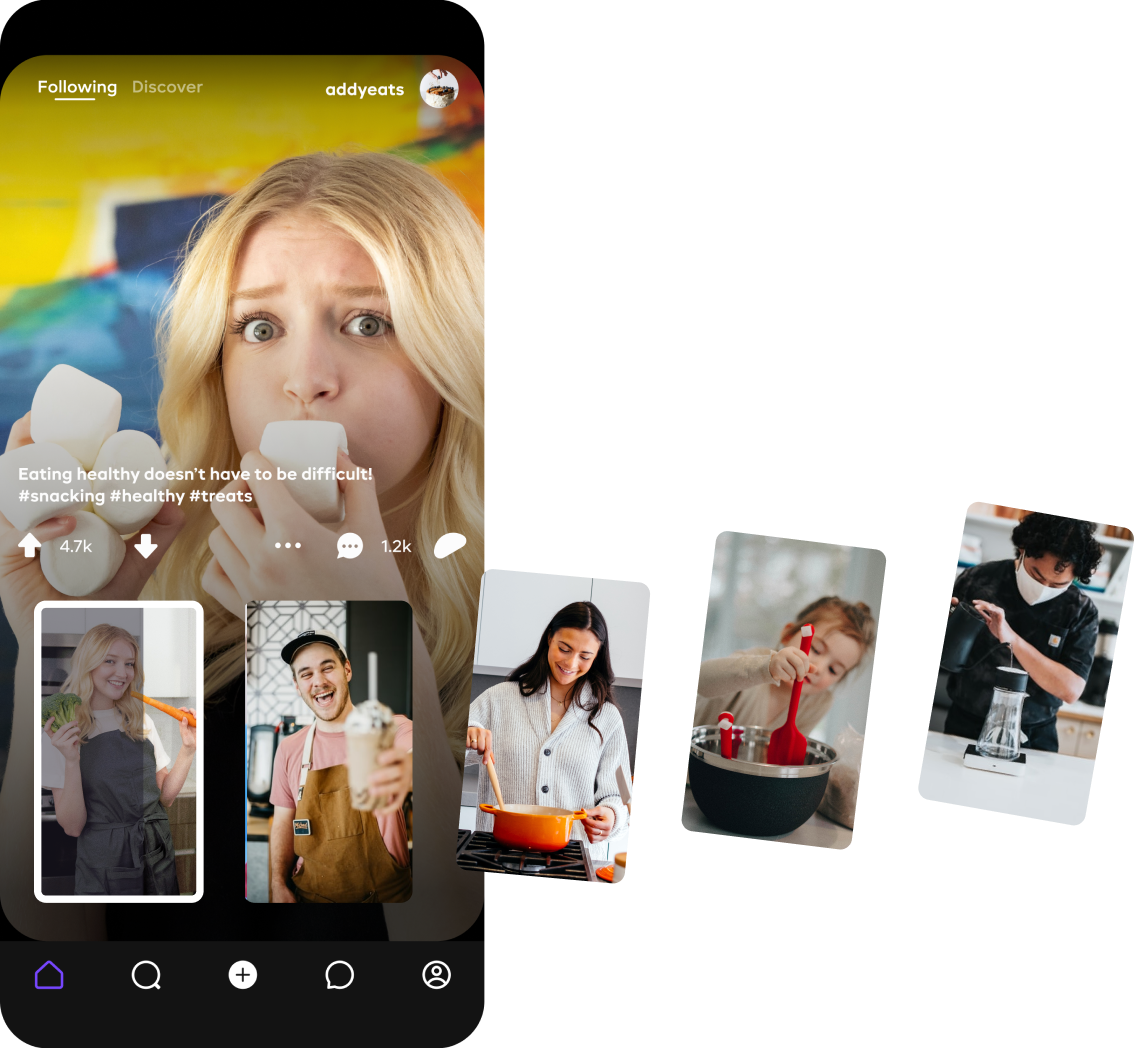 Following Discover
addyeats
Eating healthy doesn't have to be difficult!
#snacking #healthy #treats
4.7k
1.2k